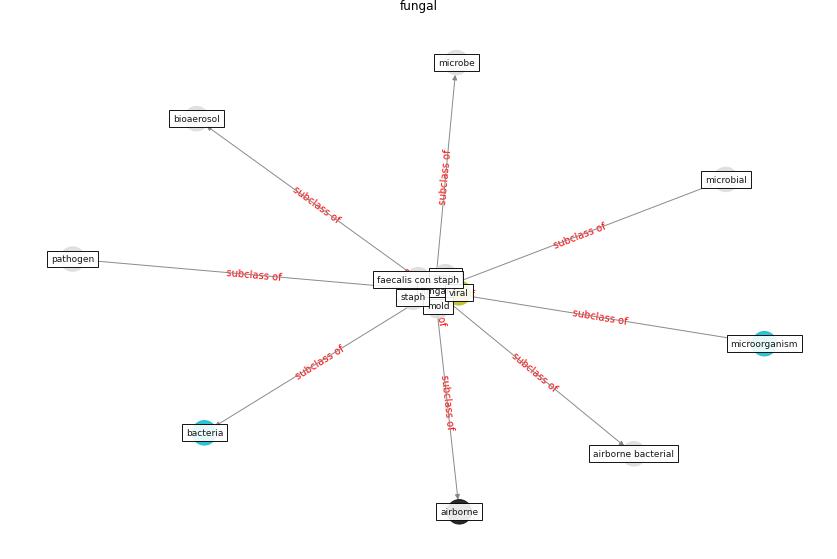 fungal
microbe
bioaerosol
subclass of
microbial
subclass of
subclass of
pathogen
subclass of
faecalis con staph
viral
staph
mold
of
subclass of
microorganism
subclass of
subclass of
subclass of
bacteria
airborne bacterial
airborne